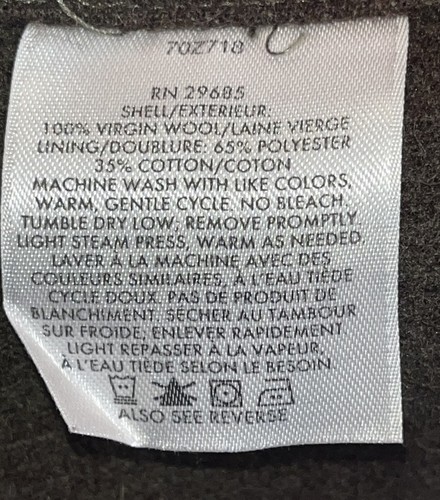 70Z718
RN 29685
SHELL/EXTERIEUR:
100% VIRGIN WOOL/LAINE VIERGE
LINING/DOUBLURE: 65% POLYESTER
35% COTTON/COTON
MACHINE WASH WITH LIKE COLORS,
WARM, GENTLE CYCLE. NO BLEACH.
TUMBLE DRY LOW; REMOVE PROMPTLY
LIGHT STEAM PRESS, WARM AS NEEDED.
LAVER À LA MACHINE AVEC DES
COULEURS SIMILAIRES, À L'EAU TIÈDE
CYCLE DOUX. PAS DE PRODUIT DE
BLANCHIMENT. SÉCHER AU TAMBOUR
SUR FROIDE; ENLEVER RAPIDEMENT
LIGHT REPASSER À LA VAPEUR,
À L'EAU TIÈDE SELON LE BESOIN.
ALSO SEE REVERSE